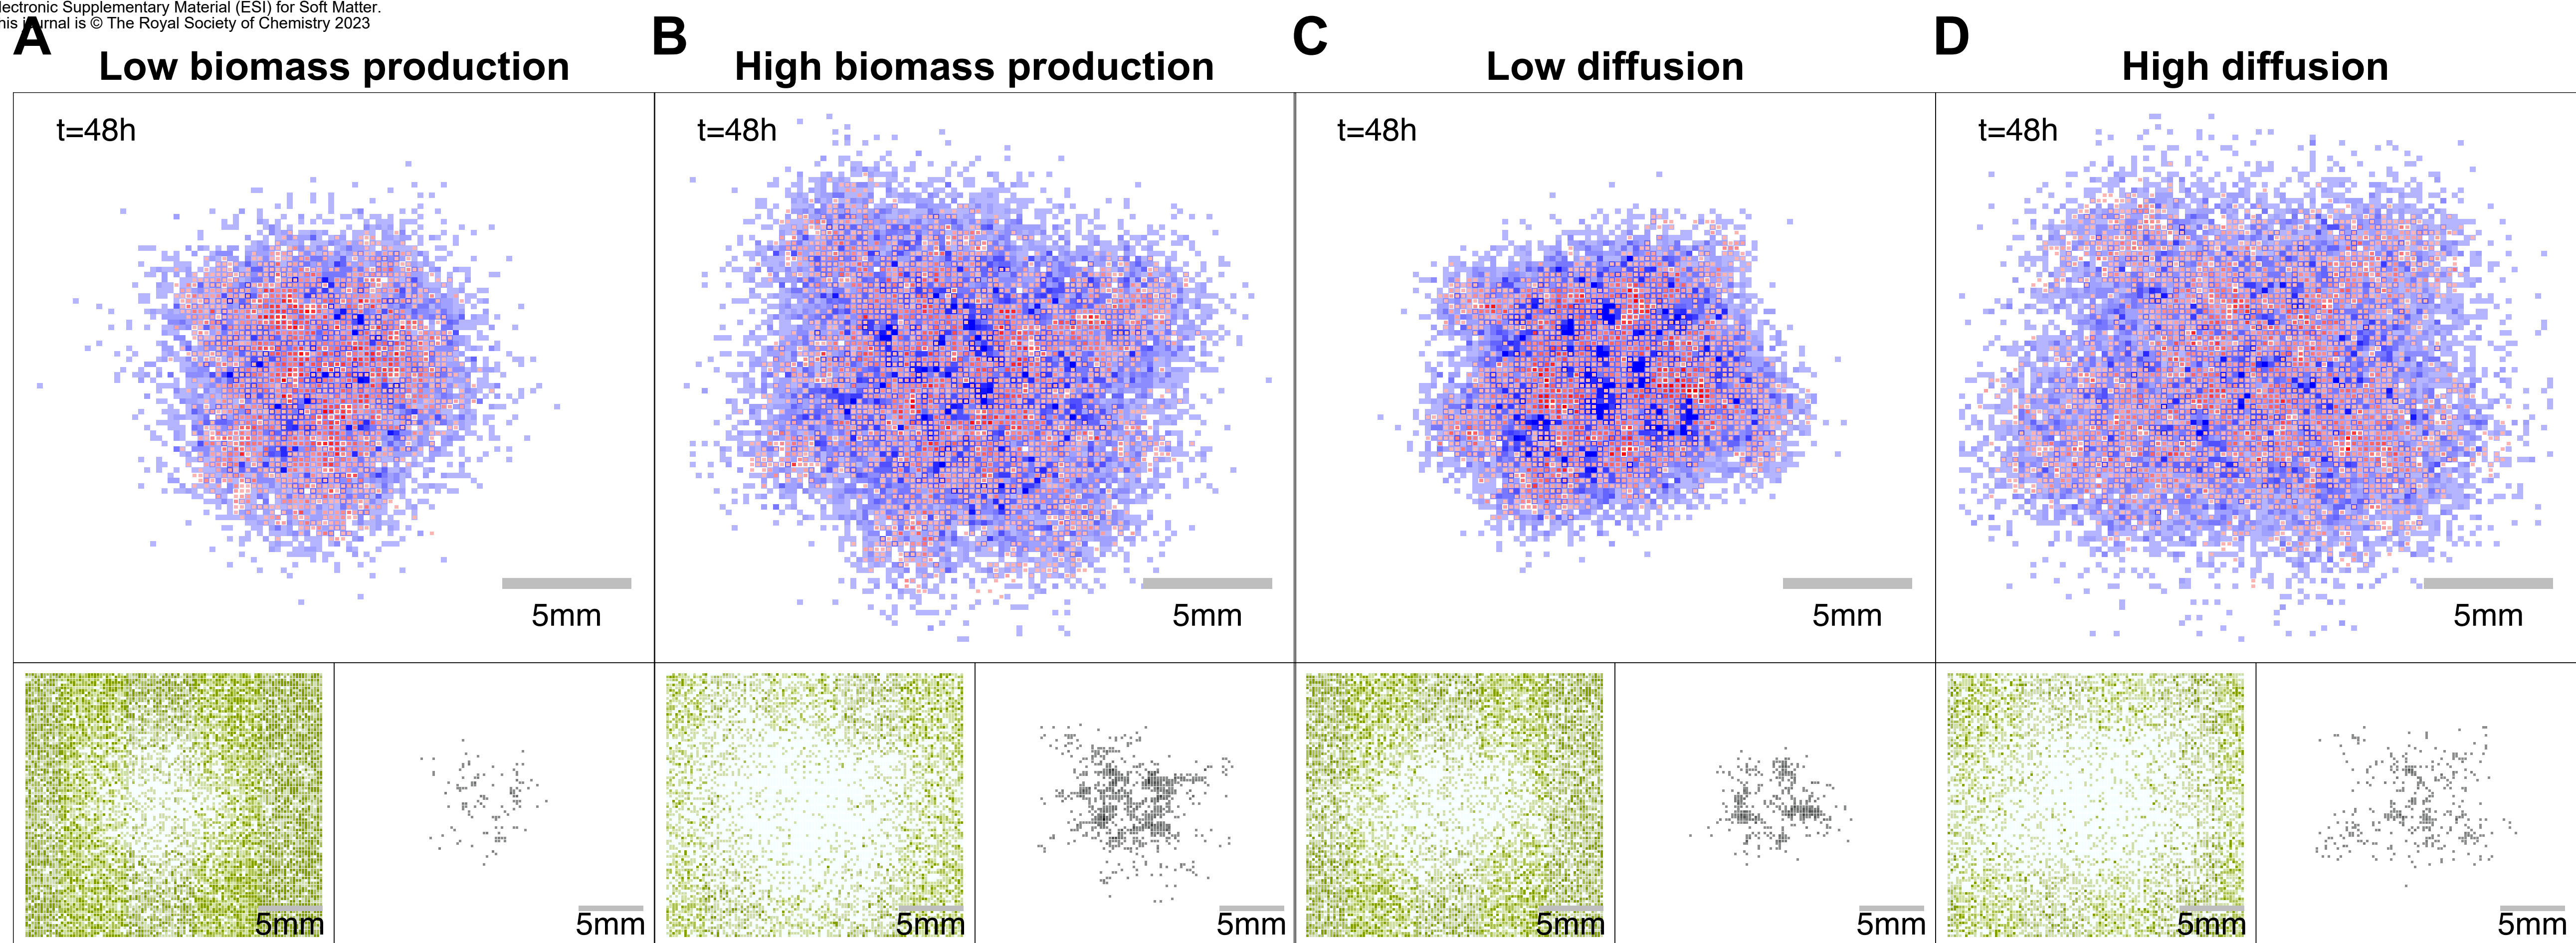 lectronic Supplementary Material (ESI) for Soft Matter.
his journal is © The Royal Society of Chemistry 2023
A
Low biomass production
B
High biomass production
C
Low diffusion
D
High diffusion
t=48h
t=48h
t=48h
t=48h
5mm
5mm
5mm
5mm
5mm
5mm
5mm
5mm
5mm
5mm
5mm
5mm